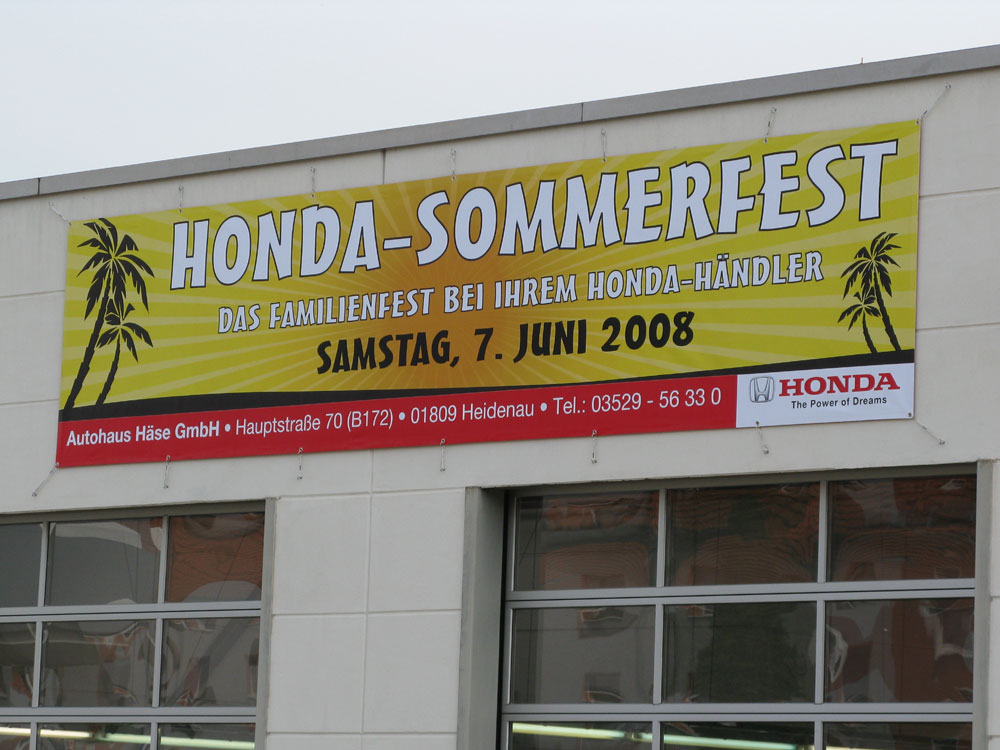 HONDA-SOMMERFEST
DAS FAMILIENFEST BEI IHREM HONDA-HÄNDLER
SAMSTAG, 7. JUNI 2008
Autohaus Häse GmbH • Hauptstraße 70 (B172) • 01809 Heidenau • Tel.: 03529 - 56 33 0
HONDA
The Power of Dreams